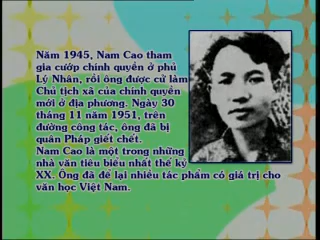 Năm 1945, Nam Cao tham
gia cướp chính quyền ở phủ
Lý Nhân, rồi ông được cử làm
Chủ tịch xã của chính quyền
mới ở địa phương. Ngày 30
tháng 11 năm 1951, trên
đường công tác, ông đã bị
quân Pháp giết chết.
Nam Cao là một trong những
nhà văn tiêu biểu nhất thế kỷ
XX. Ông đã để lại nhiều tác phẩm có giá trị cho
văn học Việt Nam.